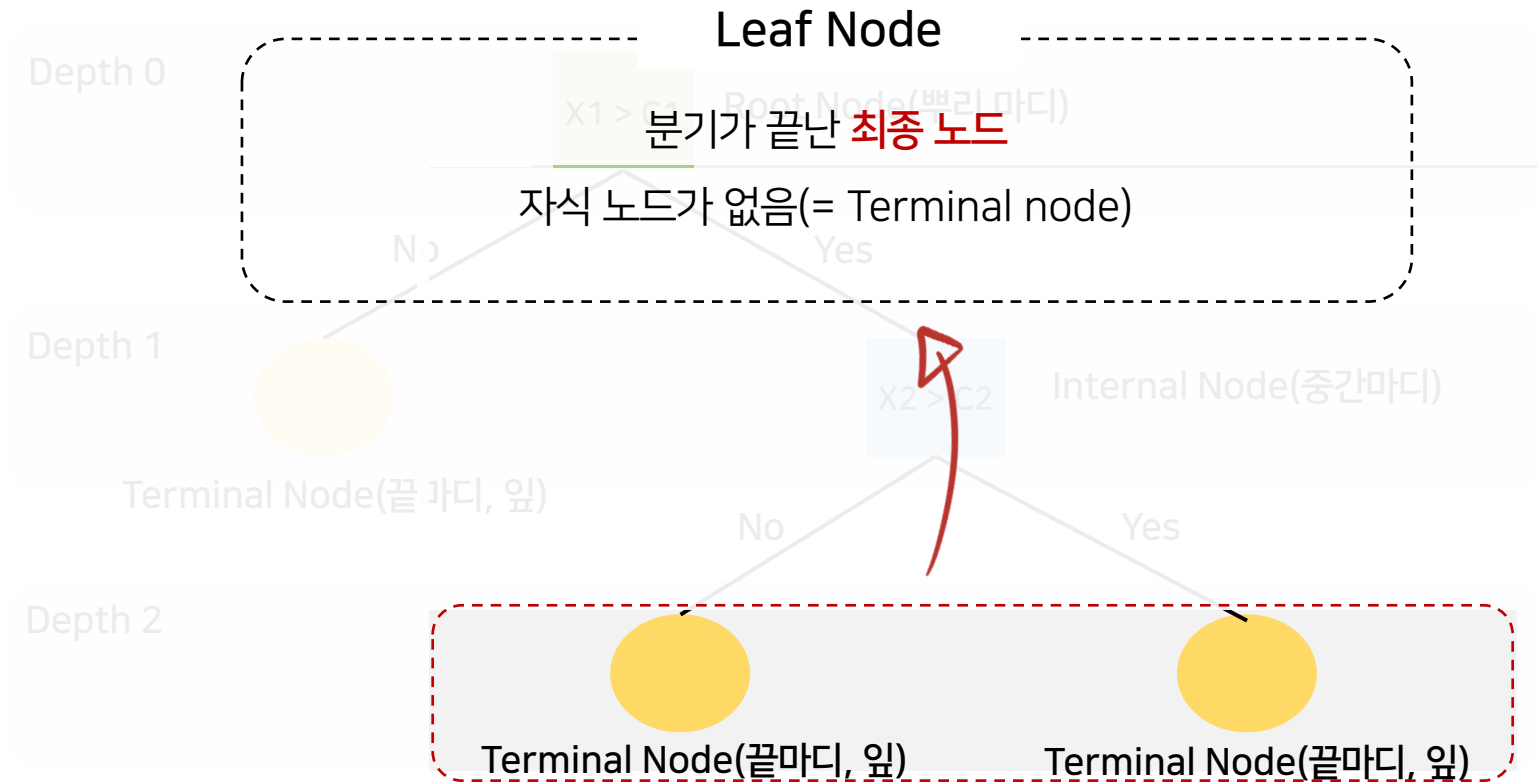 Leaf Node
Depth 0
X1 > C1
Root Node(뿌리 마디)
분기가 끝난 최종 노드
자식 노드가 없음(= Terminal node)
No
Yes
Depth 1
X2 > C2
Internal Node(중간마디)
Terminal Node(끝마디, 잎)
No
Yes
Depth 2
Terminal Node(끝마디, 잎)
Terminal Node(끝마디, 잎)